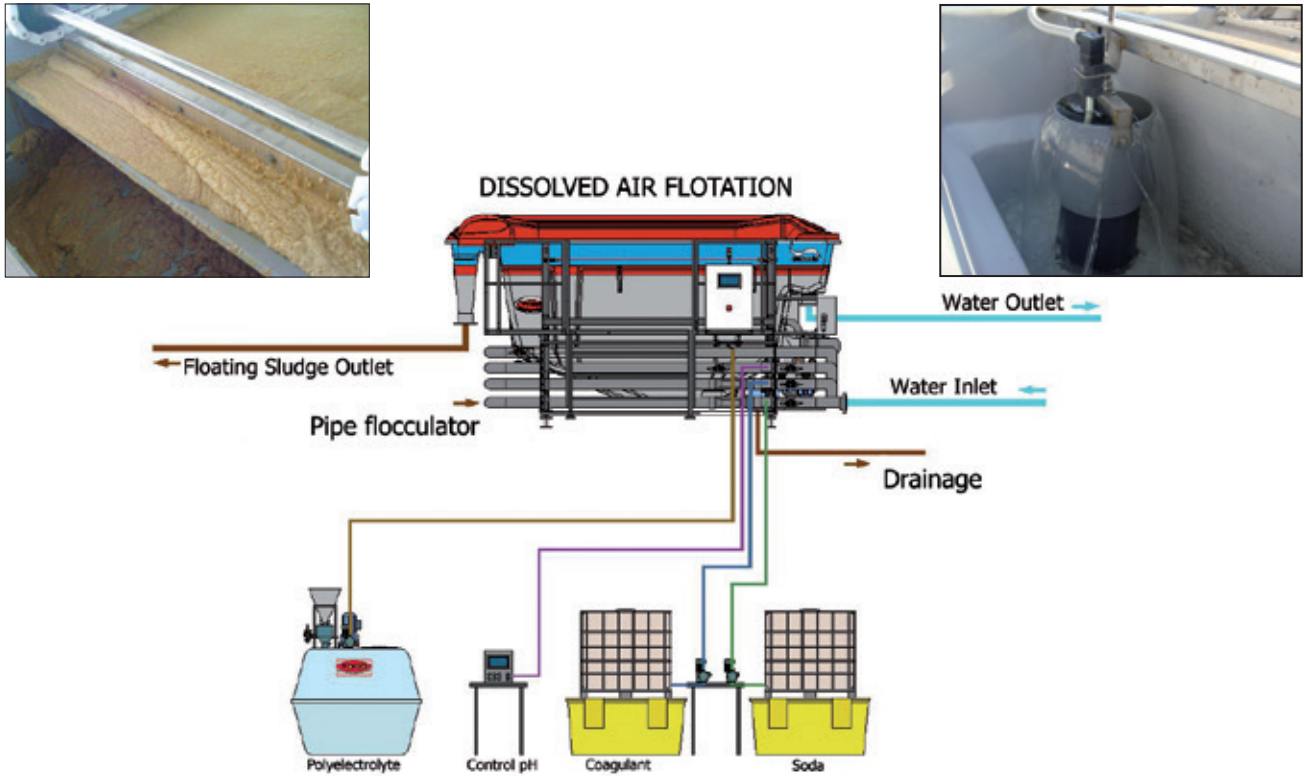 DISSOLVED AIR FLOTATION
Water Outlet
Floating Sludge Outlet
Water Inlet
Pipe flocculator
Drainage
Polyelectrolyte
Control pH
Coagulant
Soda